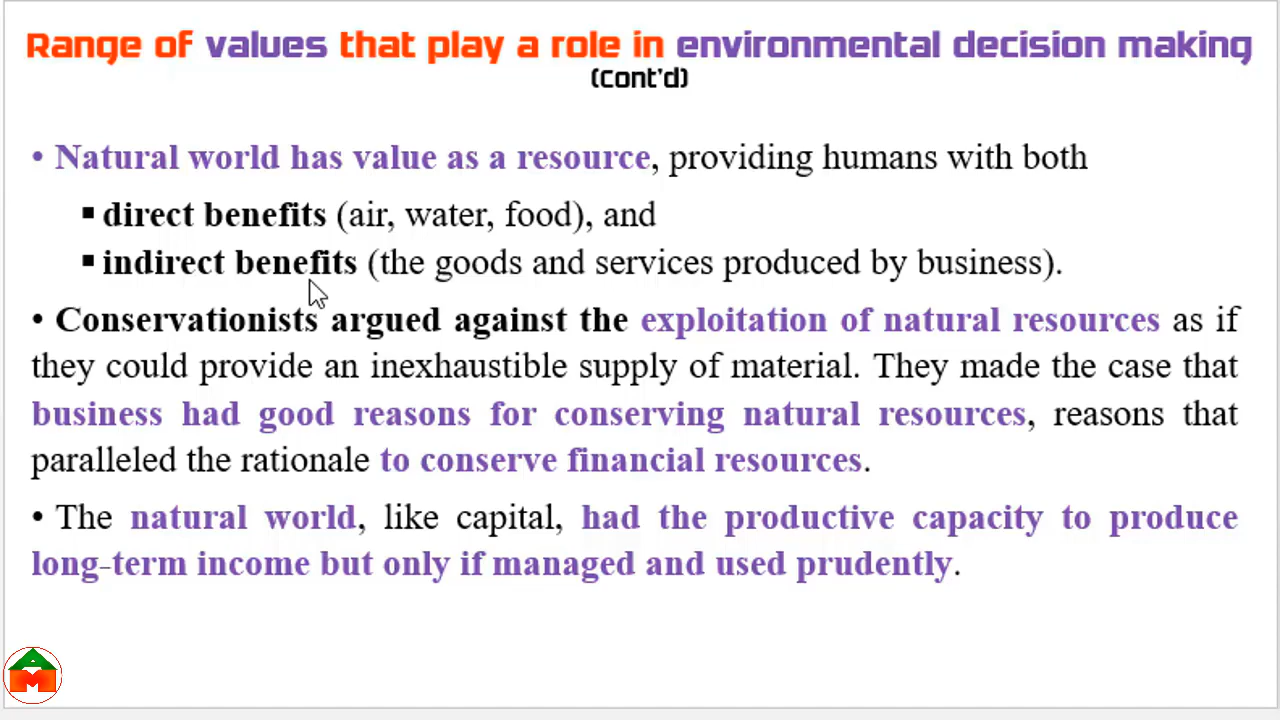 Range of values that play a role in environmental decision making
(Cont'd)
• Natural world has value as a resource, providing humans with both
▪ direct benefits (air, water, food), and
▪ indirect benefits (the goods and services produced by business).
• Conservationists argued against the exploitation of natural resources as if
they could provide an inexhaustible supply of material. They made the case that
business had good reasons for conserving natural resources, reasons that
paralleled the rationale to conserve financial resources.
• The natural world, like capital, had the productive capacity to produce
long-term income but only if managed and used prudently.